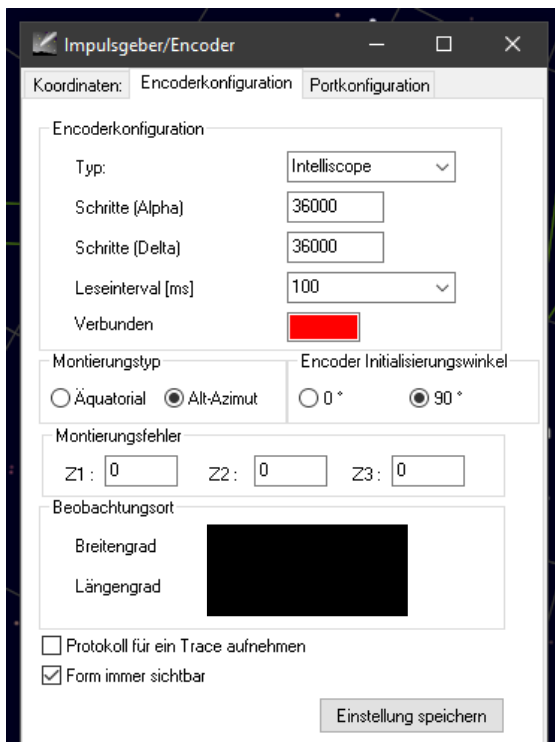 Impulsgeber/Encoder
Koordinaten: Encoderkonfiguration Portkonfiguration
Encoderkonfiguration
Typ: Intelliscope
Schritte (Alpha) 36000
Schritte (Delta) 36000
Leseinterval [ms] 100
Verbunden
Montierungstyp Encoder Initialisierungswinkel
Äquatorial Alt-Azimut 0 ° 90 °
Montierungsfehler
Z1 : 0 Z2 : 0 Z3 : 0
Beobachtungsort
Breitengrad
Längengrad
Protokoll für ein Trace aufnehmen
Form immer sichtbar
Einstellung speichern